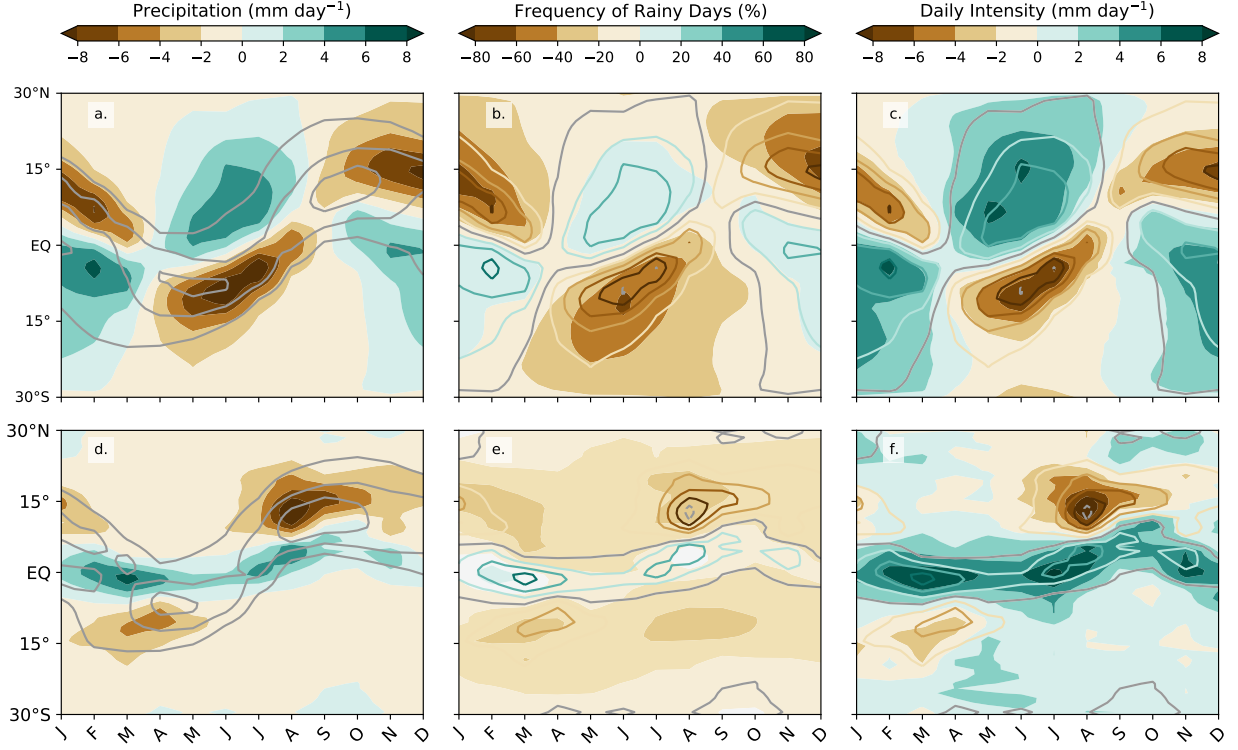 Precipitation (mm day⁻¹) Frequency of Rainy Days (%) Daily Intensity (mm day⁻¹)
−8 −6 −4 −2 0 2 4 6 8 −80 −60 −40 −20 0 20 40 60 80 −8 −6 −4 −2 0 2 4 6 8
30°N
a. b. c.
15°
EQ
15°
30°S
30°N
d. e. f.
15°
EQ
15°
30°S
J F M A M J J A S O N D J F M A M J J A S O N D J F M A M J J A S O N D